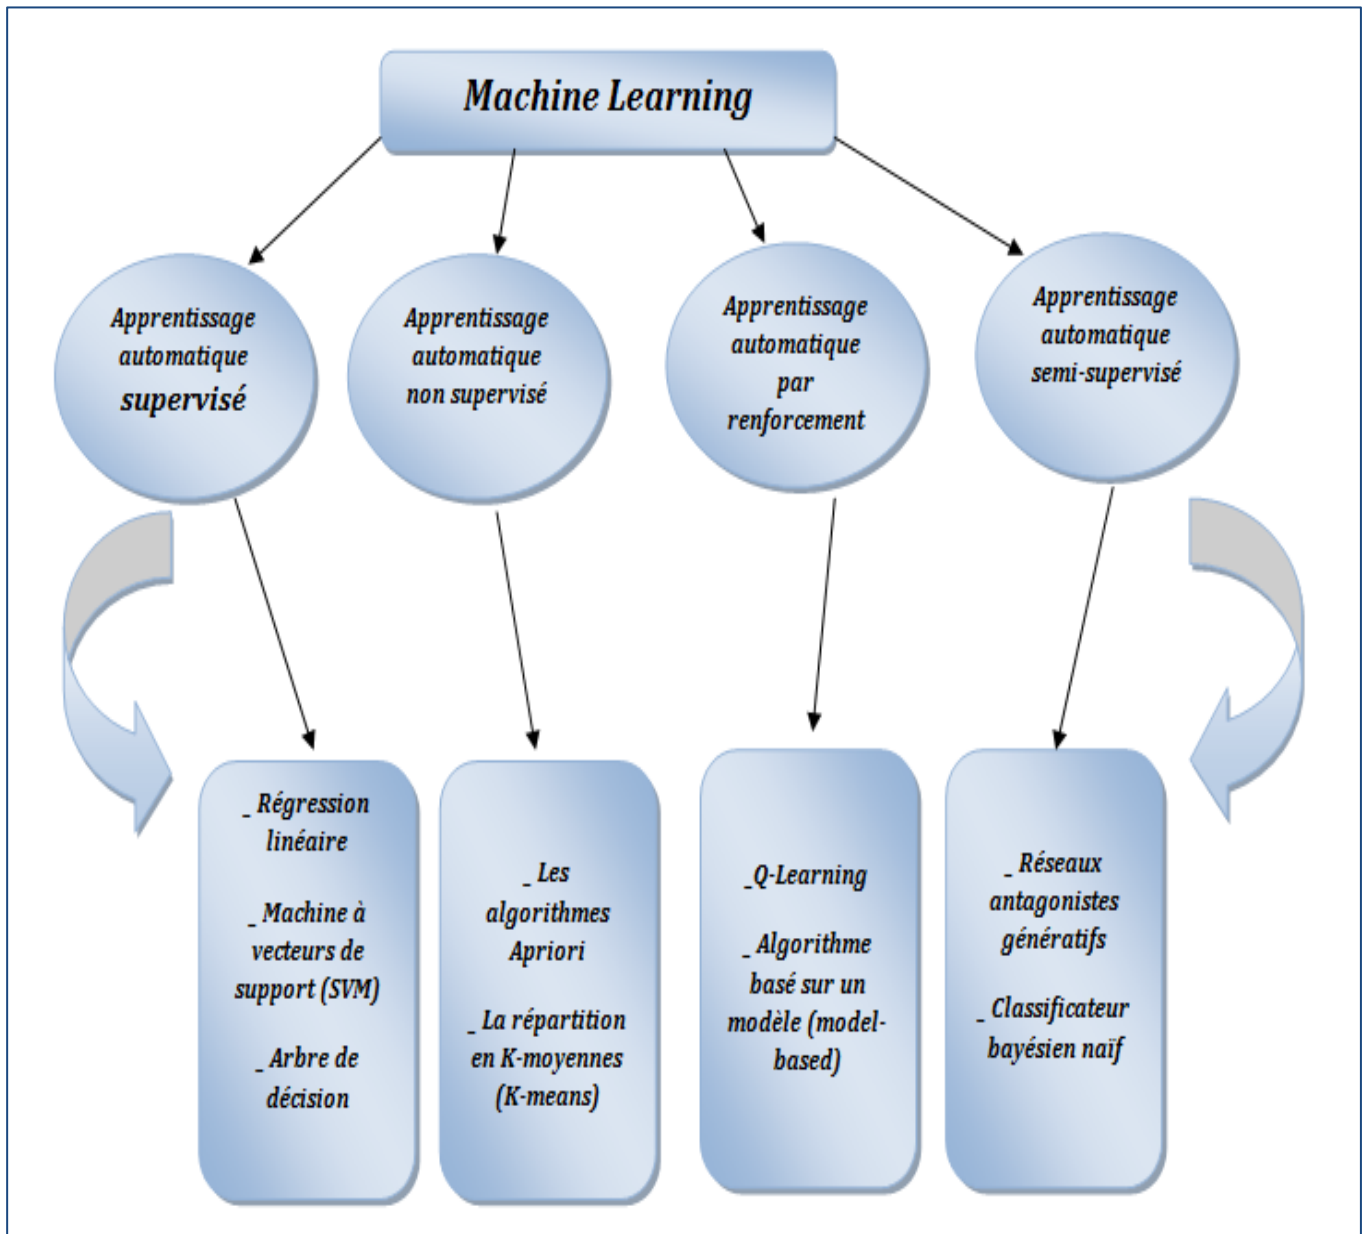 Machine Learning
Apprentissage
automatique
supervisé
Apprentissage
automatique
non supervisé
Apprentissage
automatique
par
renforcement
Apprentissage
automatique
semi-supervisé
_ Régression
linéaire
_ Machine à
vecteurs de
support (SVM)
_ Arbre de
décision
_ Les
algorithmes
Apriori
_ La répartition
en K-moyennes
(K-means)
_Q-Learning
_ Algorithme
basé sur un
modèle (model-
based)
_ Réseaux
antagonistes
génératifs
_ Classificateur
bayésien naïf